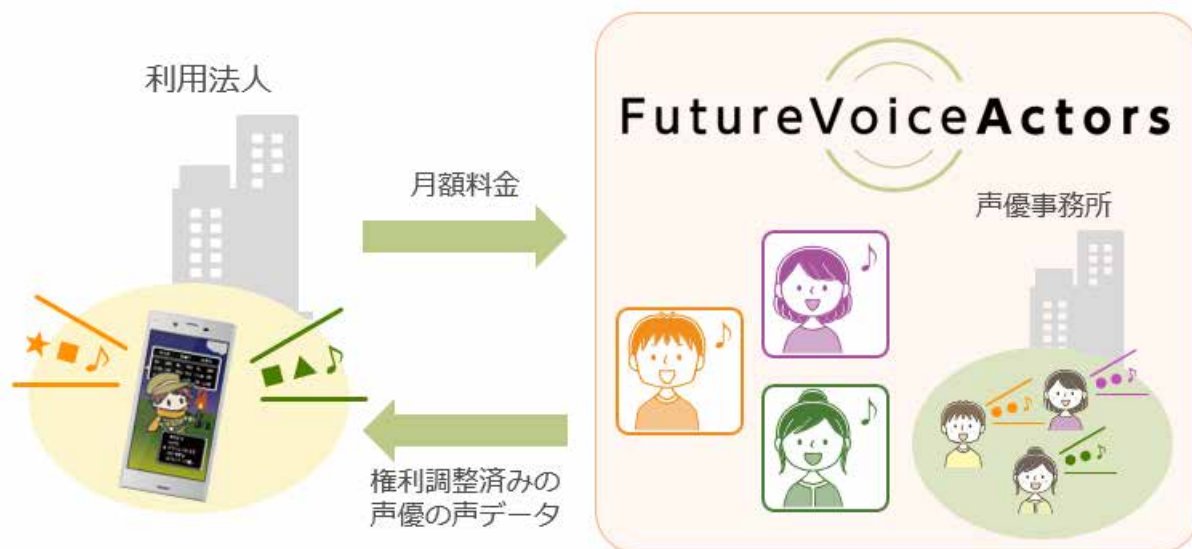 利用法人
月額料金
権利調整済みの
声優の声データ
FutureVoiceActors
声優事務所